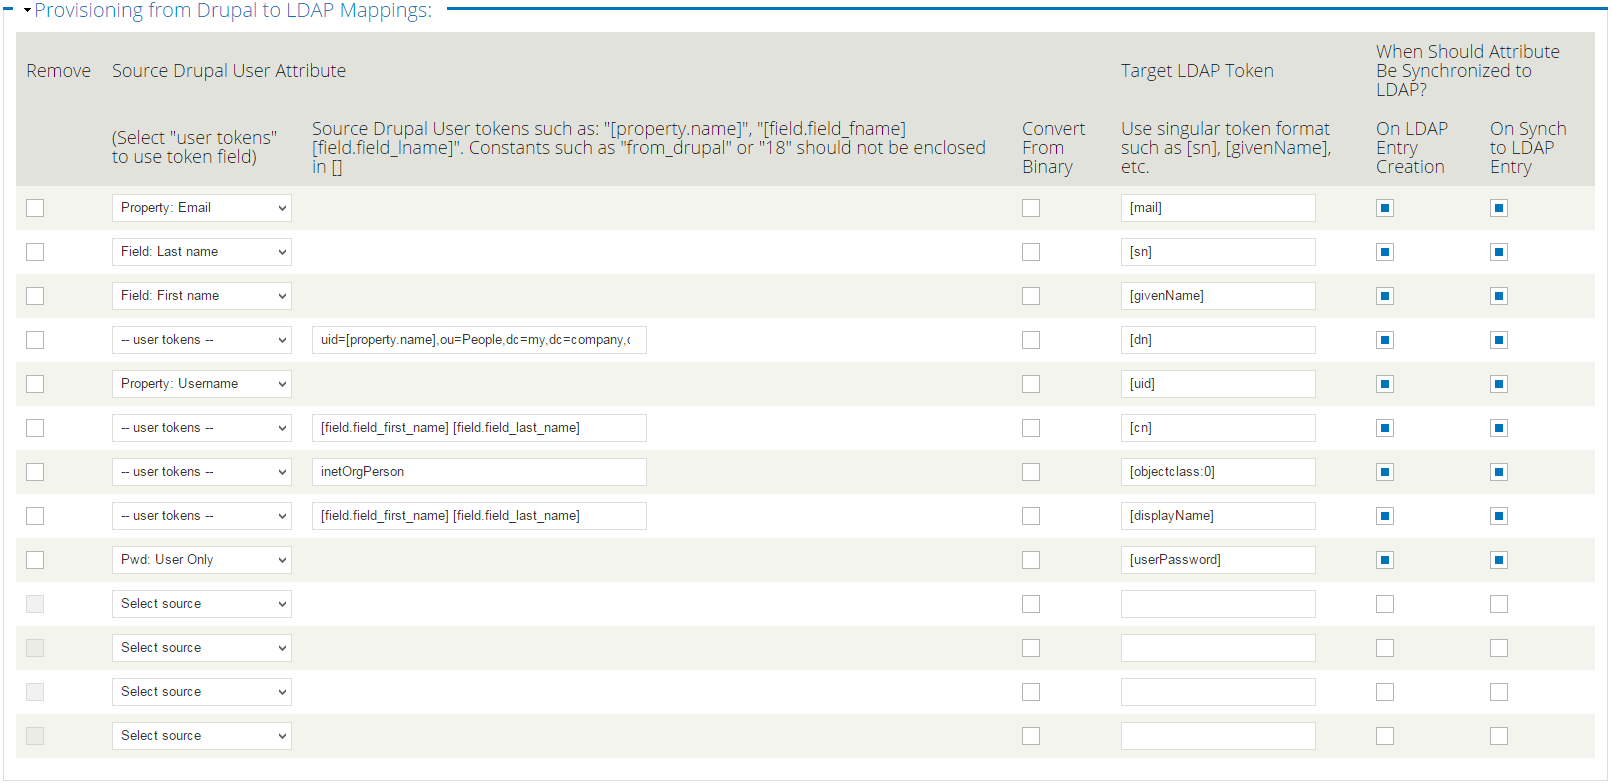 Provisioning from Drupal to LDAP Mappings:
Remove
Source Drupal User Attribute
Target LDAP Token
When Should Attribute
Be Synchronized to
LDAP?
(Select "user tokens"
to use token field)
Source Drupal User tokens such as: "[property.name]", "[field.field_fname]
[field.field_lname]". Constants such as "from_drupal" or "18" should not be enclosed
in []
Convert
From
Binary
Use singular token format
such as [sn], [givenName],
etc.
On LDAP
Entry
Creation
On Synch
to LDAP
Entry
Property: Email [mail]
Field: Last name [sn]
Field: First name [givenName]
-- user tokens -- uid=[property.name],ou=People,dc=my,dc=company,c [dn]
Property: Username [uid]
-- user tokens -- [field.field_first_name] [field.field_last_name] [cn]
-- user tokens -- inetOrgPerson [objectclass:0]
-- user tokens -- [field.field_first_name] [field.field_last_name] [displayName]
Pwd: User Only [userPassword]
Select source
Select source
Select source
Select source